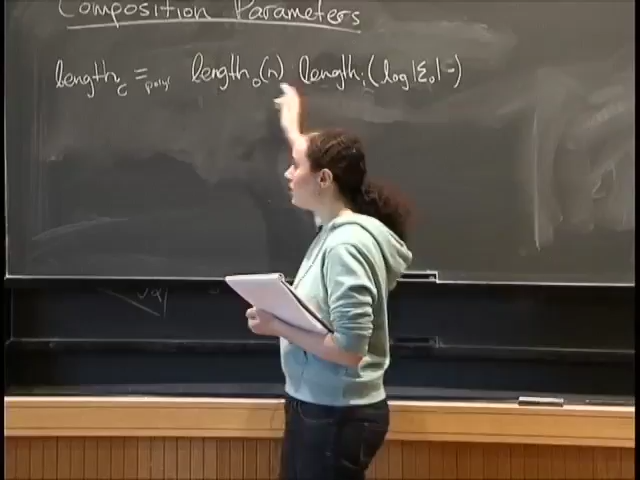 Composition Parameters
length_c =_poly length_o(n) length_i(log|Σ_o| -)